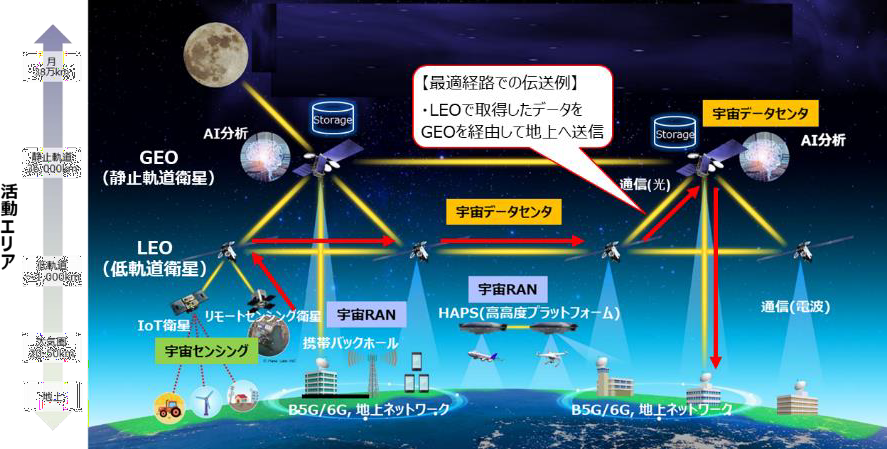 活動エリア
月
38万km
静止軌道
低軌道
地上
Storage
AI分析
GEO
(静止軌道衛星)
【最適経路での伝送例】
・LEOで取得したデータを
GEOを経由して地上へ送信
Storage
宇宙データセンタ
AI分析
通信(光)
宇宙データセンタ
LEO
(低軌道衛星)
IoT衛星
リモートセンシング衛星
宇宙センシング
宇宙RAN
携帯バックホール
宇宙RAN
HAPS(高高度プラットフォーム)
通信(電波)
B5G/6G, 地上ネットワーク
B5G/6G, 地上ネットワーク